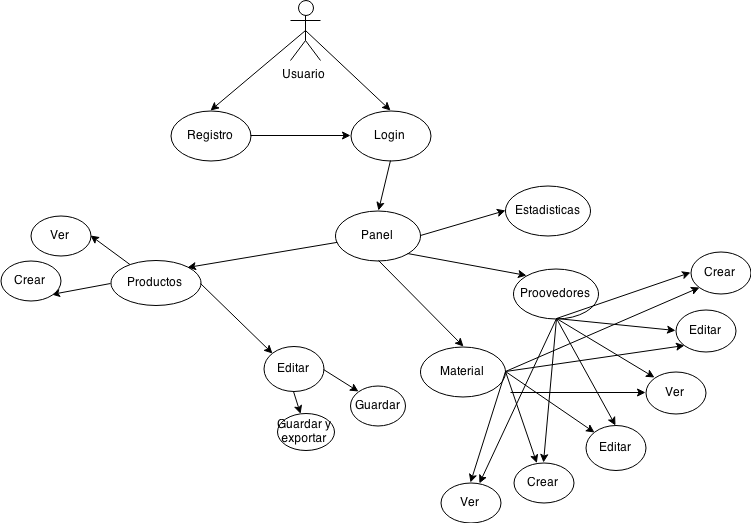 Usuario
Registro
Login
Estadisticas
Ver
Panel
Crear
Productos
Proovedores
Crear
Editar
Editar
Material
Ver
Guardar
Guardar y
exportar
Editar
Crear
Ver